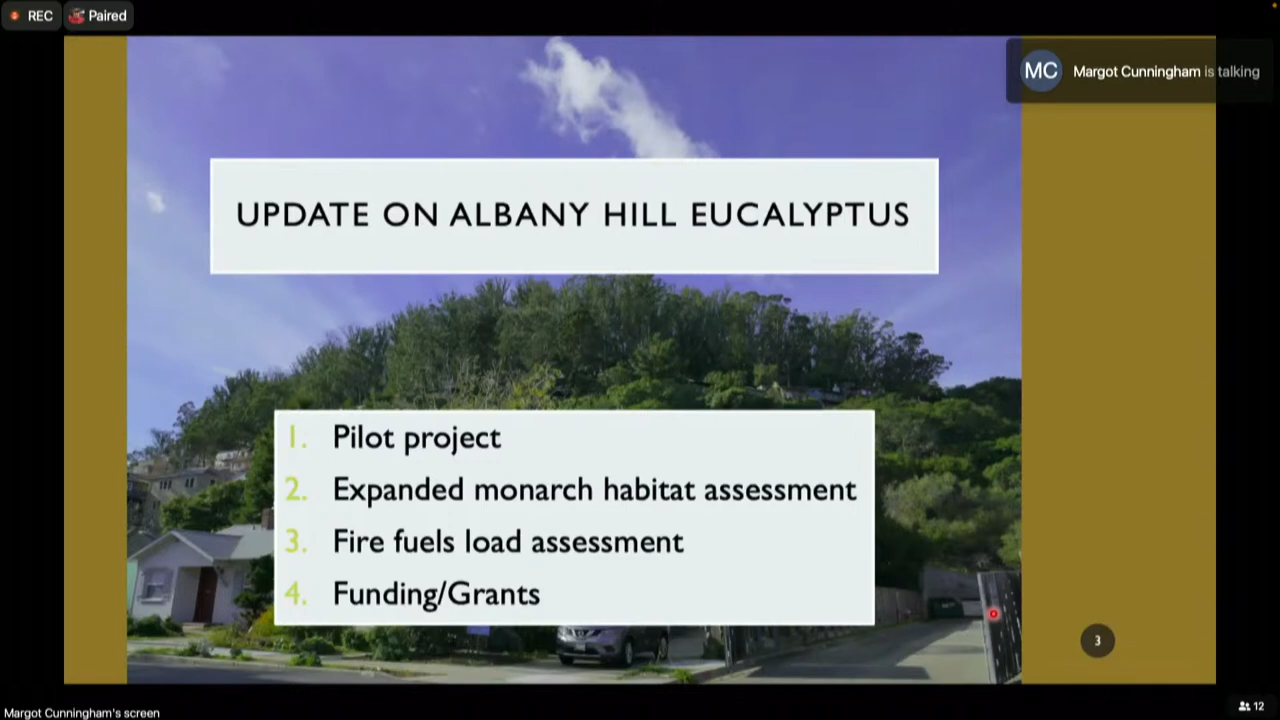 REC
Paired
MC
Margot Cunningham is talking
UPDATE ON ALBANY HILL EUCALYPTUS
1. Pilot project
2. Expanded monarch habitat assessment
3. Fire fuels load assessment
4. Funding/Grants
3
Margot Cunningham's screen
12